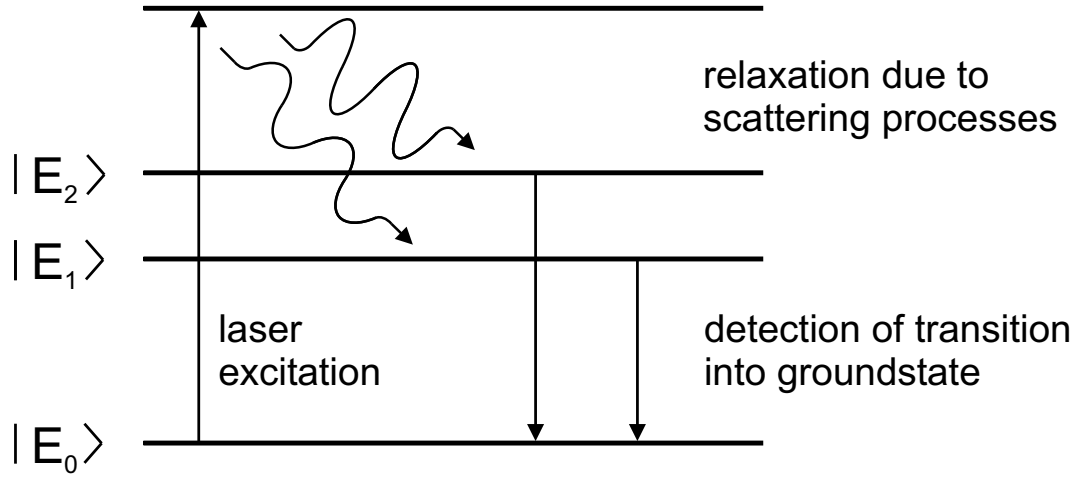 relaxation due to
scattering processes
|E₂⟩
|E₁⟩
laser
excitation
detection of transition
into groundstate
|E₀⟩